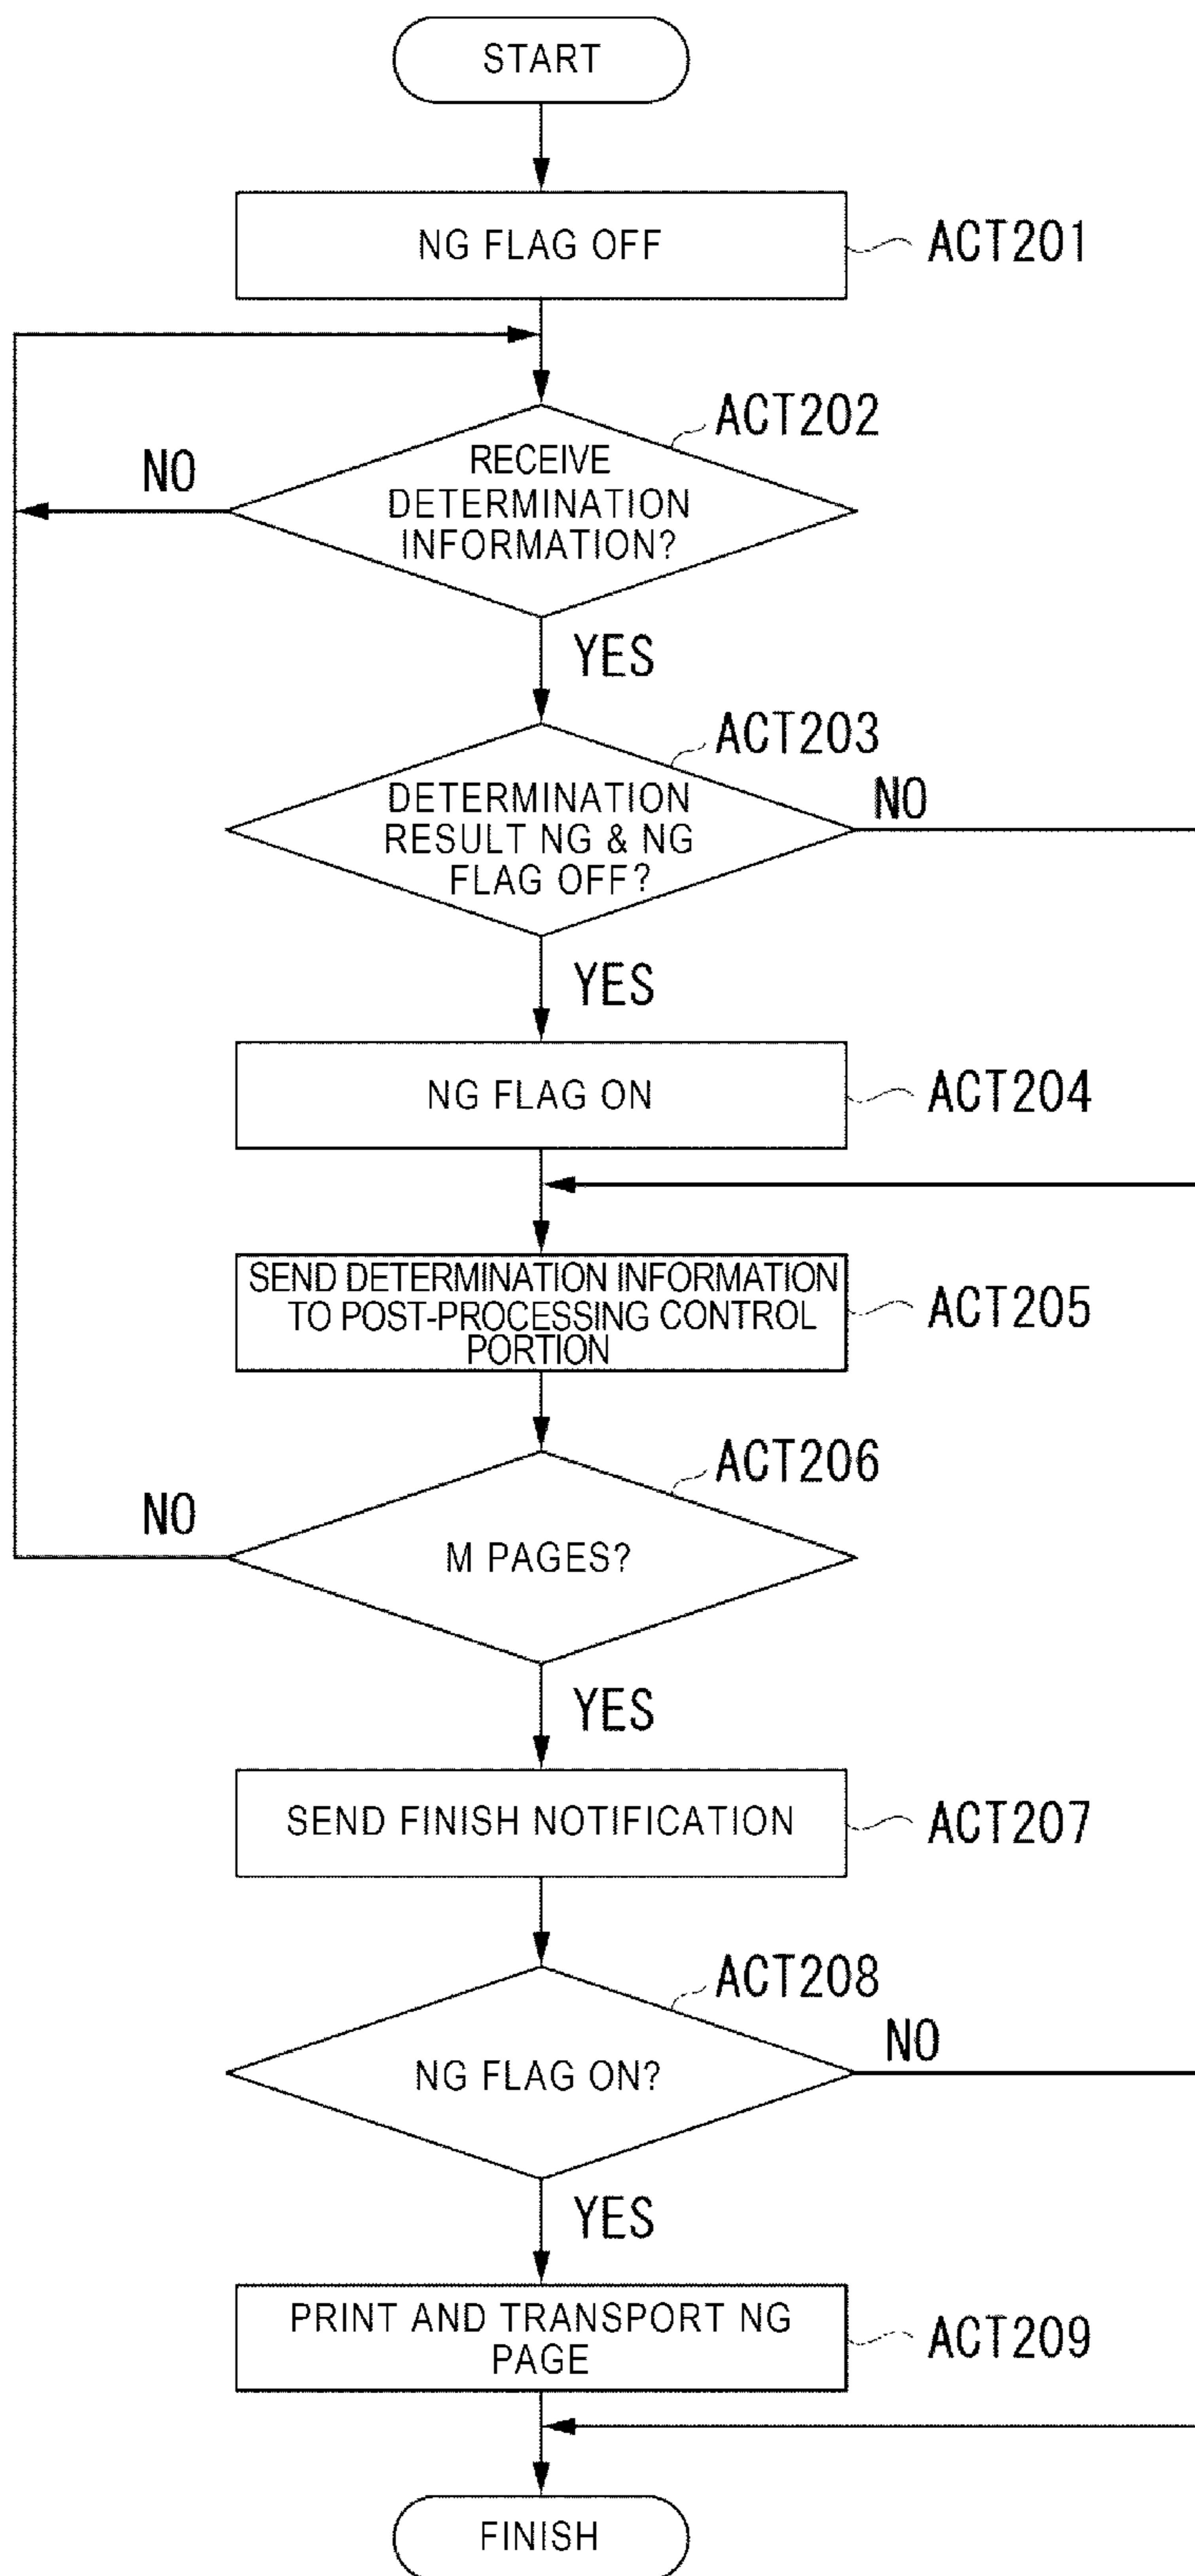 START
NG FLAG OFF
ACT201
ACT202
RECEIVE
DETERMINATION
INFORMATION?
NO
YES
ACT203
DETERMINATION
RESULT NG & NG
FLAG OFF?
NO
YES
NG FLAG ON
ACT204
SEND DETERMINATION INFORMATION
TO POST-PROCESSING CONTROL
PORTION
ACT205
ACT206
M PAGES?
NO
YES
SEND FINISH NOTIFICATION
ACT207
ACT208
NG FLAG ON?
NO
YES
PRINT AND TRANSPORT NG
PAGE
ACT209
FINISH